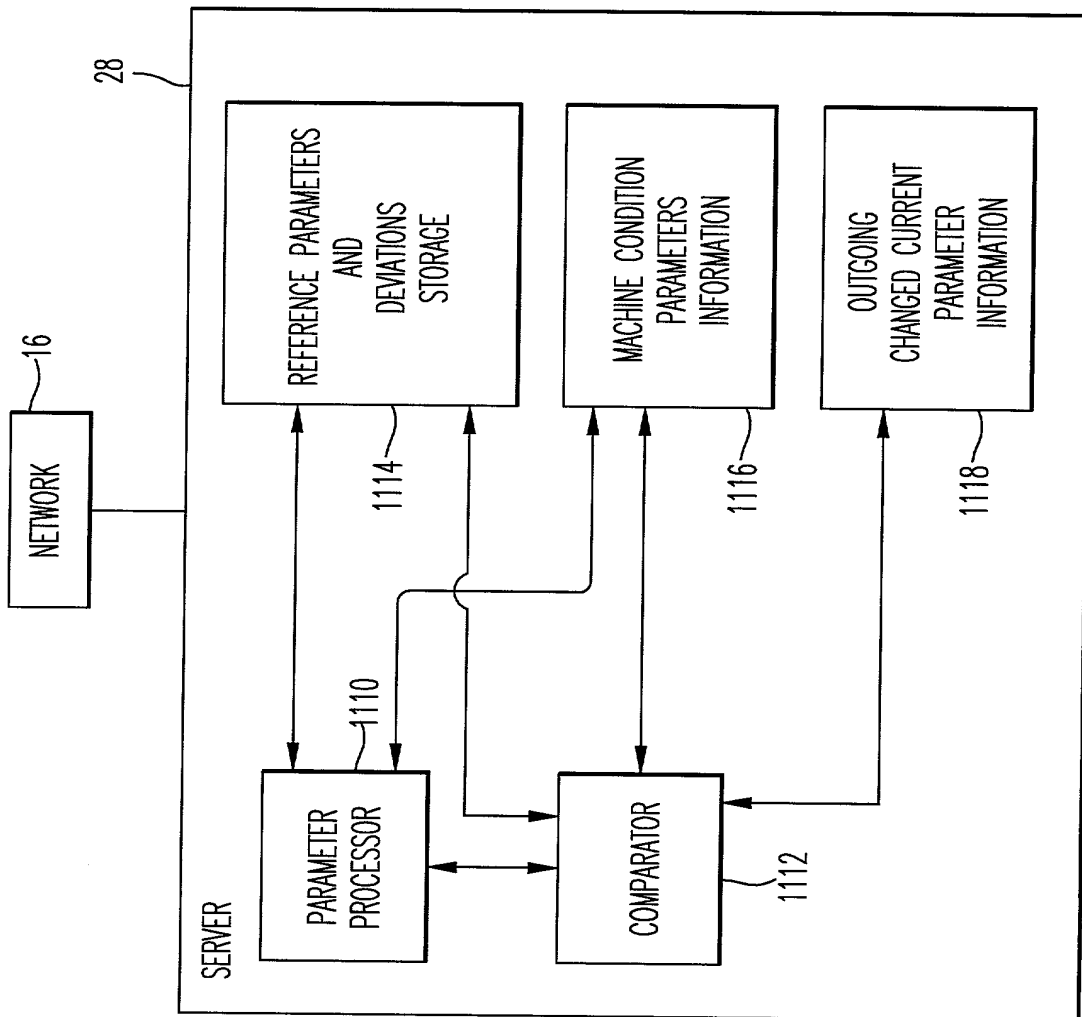 NETWORK
16
28
SERVER
PARAMETER
PROCESSOR
1110
REFERENCE PARAMETERS
AND
DEVIATIONS
STORAGE
1114
COMPARATOR
1112
MACHINE CONDITION
PARAMETERS
INFORMATION
1116
OUTGOING
CHANGED CURRENT
PARAMETER
INFORMATION
1118